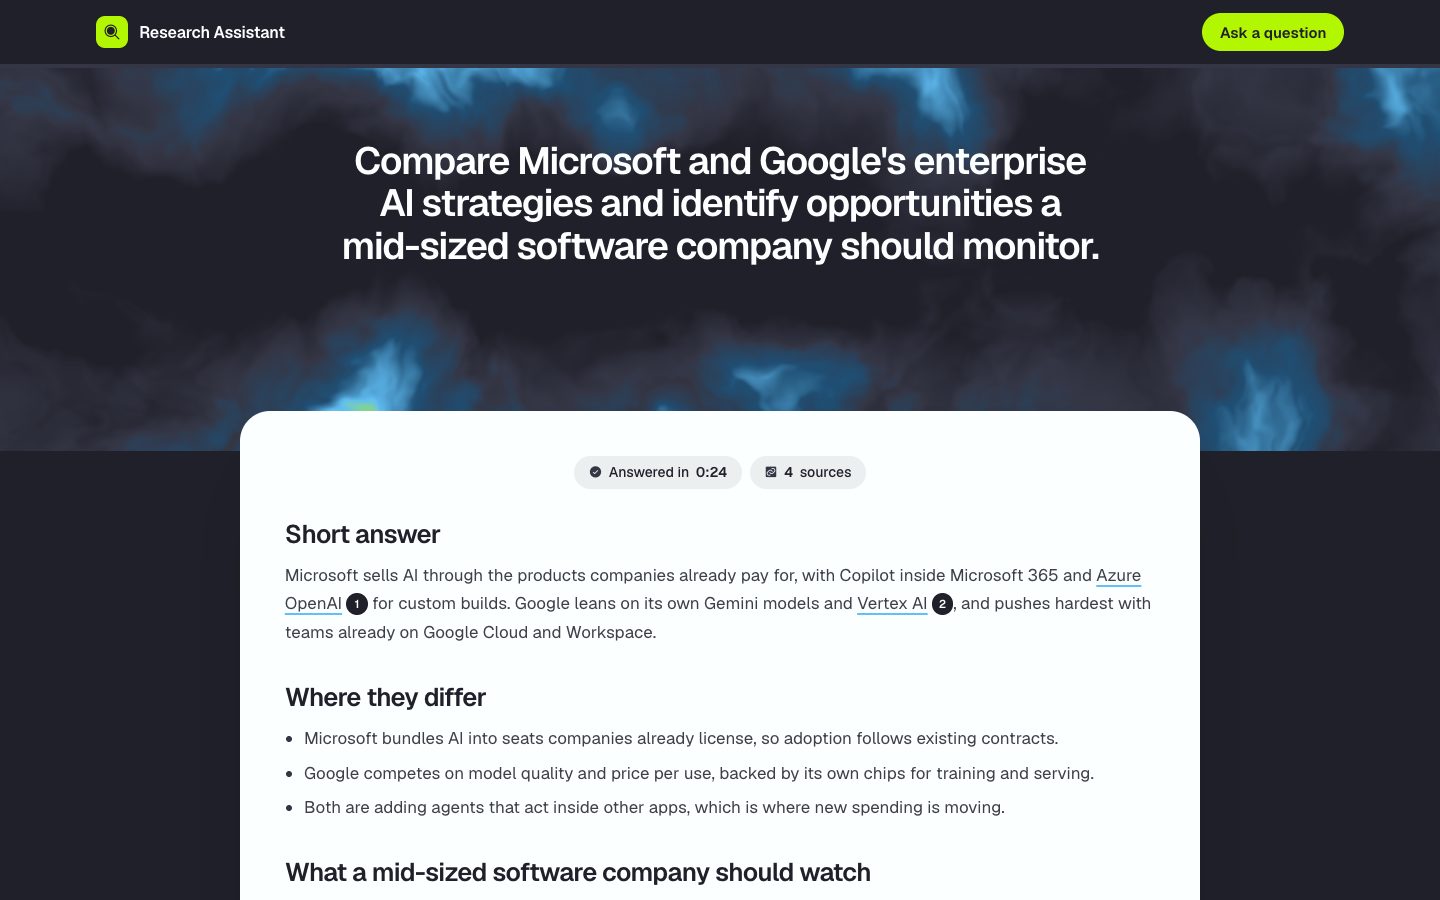 Research Assistant
Ask a question
Compare Microsoft and Google's enterprise
AI strategies and identify opportunities a
mid-sized software company should monitor.
Answered in 0:24
4 sources
Short answer
Microsoft sells AI through the products companies already pay for, with Copilot inside Microsoft 365 and Azure
OpenAI 1 for custom builds. Google leans on its own Gemini models and Vertex AI 2, and pushes hardest with
teams already on Google Cloud and Workspace.
Where they differ
• Microsoft bundles AI into seats companies already license, so adoption follows existing contracts.
• Google competes on model quality and price per use, backed by its own chips for training and serving.
• Both are adding agents that act inside other apps, which is where new spending is moving.
What a mid-sized software company should watch